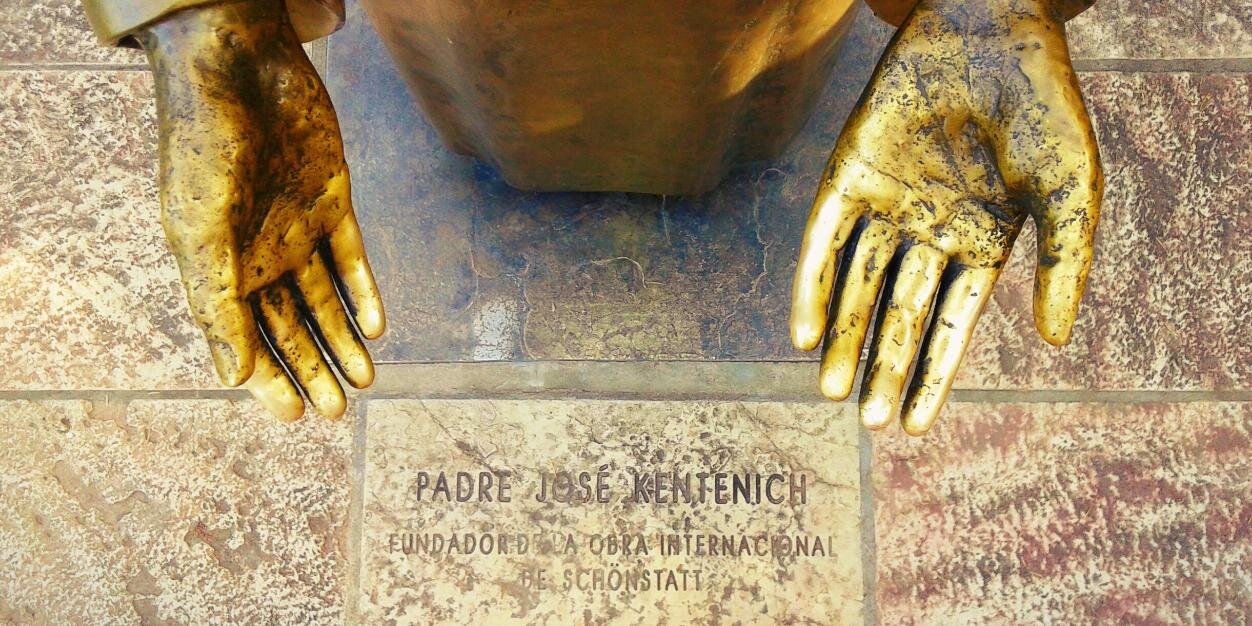 PADRE JOSÉ KENTENICH
FUNDADOR DE LA OBRA INTERNACIONAL
DE SCHÖNSTATT